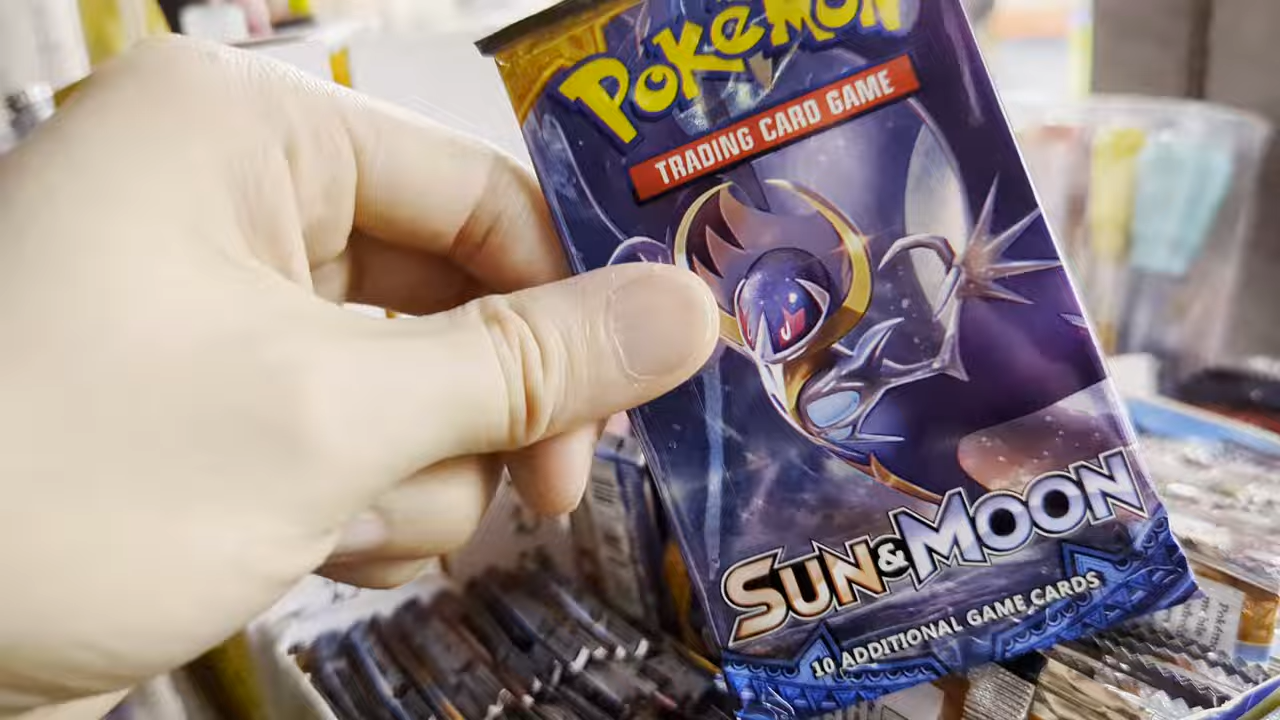 Pokémon
TRADING CARD GAME
SUN & MOON
10 ADDITIONAL GAME CARDS